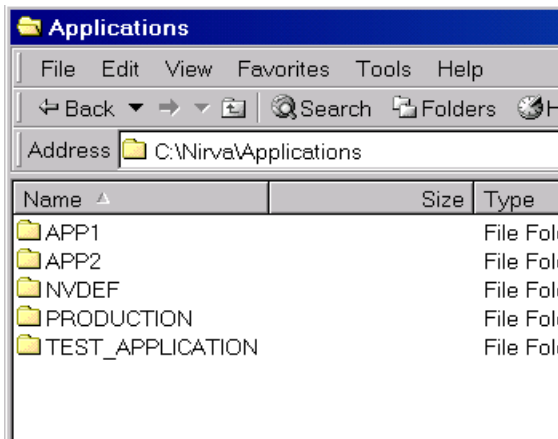 Applications
File Edit View Favorites Tools Help
Back Search Folders H
Address C:\Nirva\Applications
Name Size Type
APP1 File Fol
APP2 File Fol
NVDEF File Fol
PRODUCTION File Fol
TEST_APPLICATION File Fol